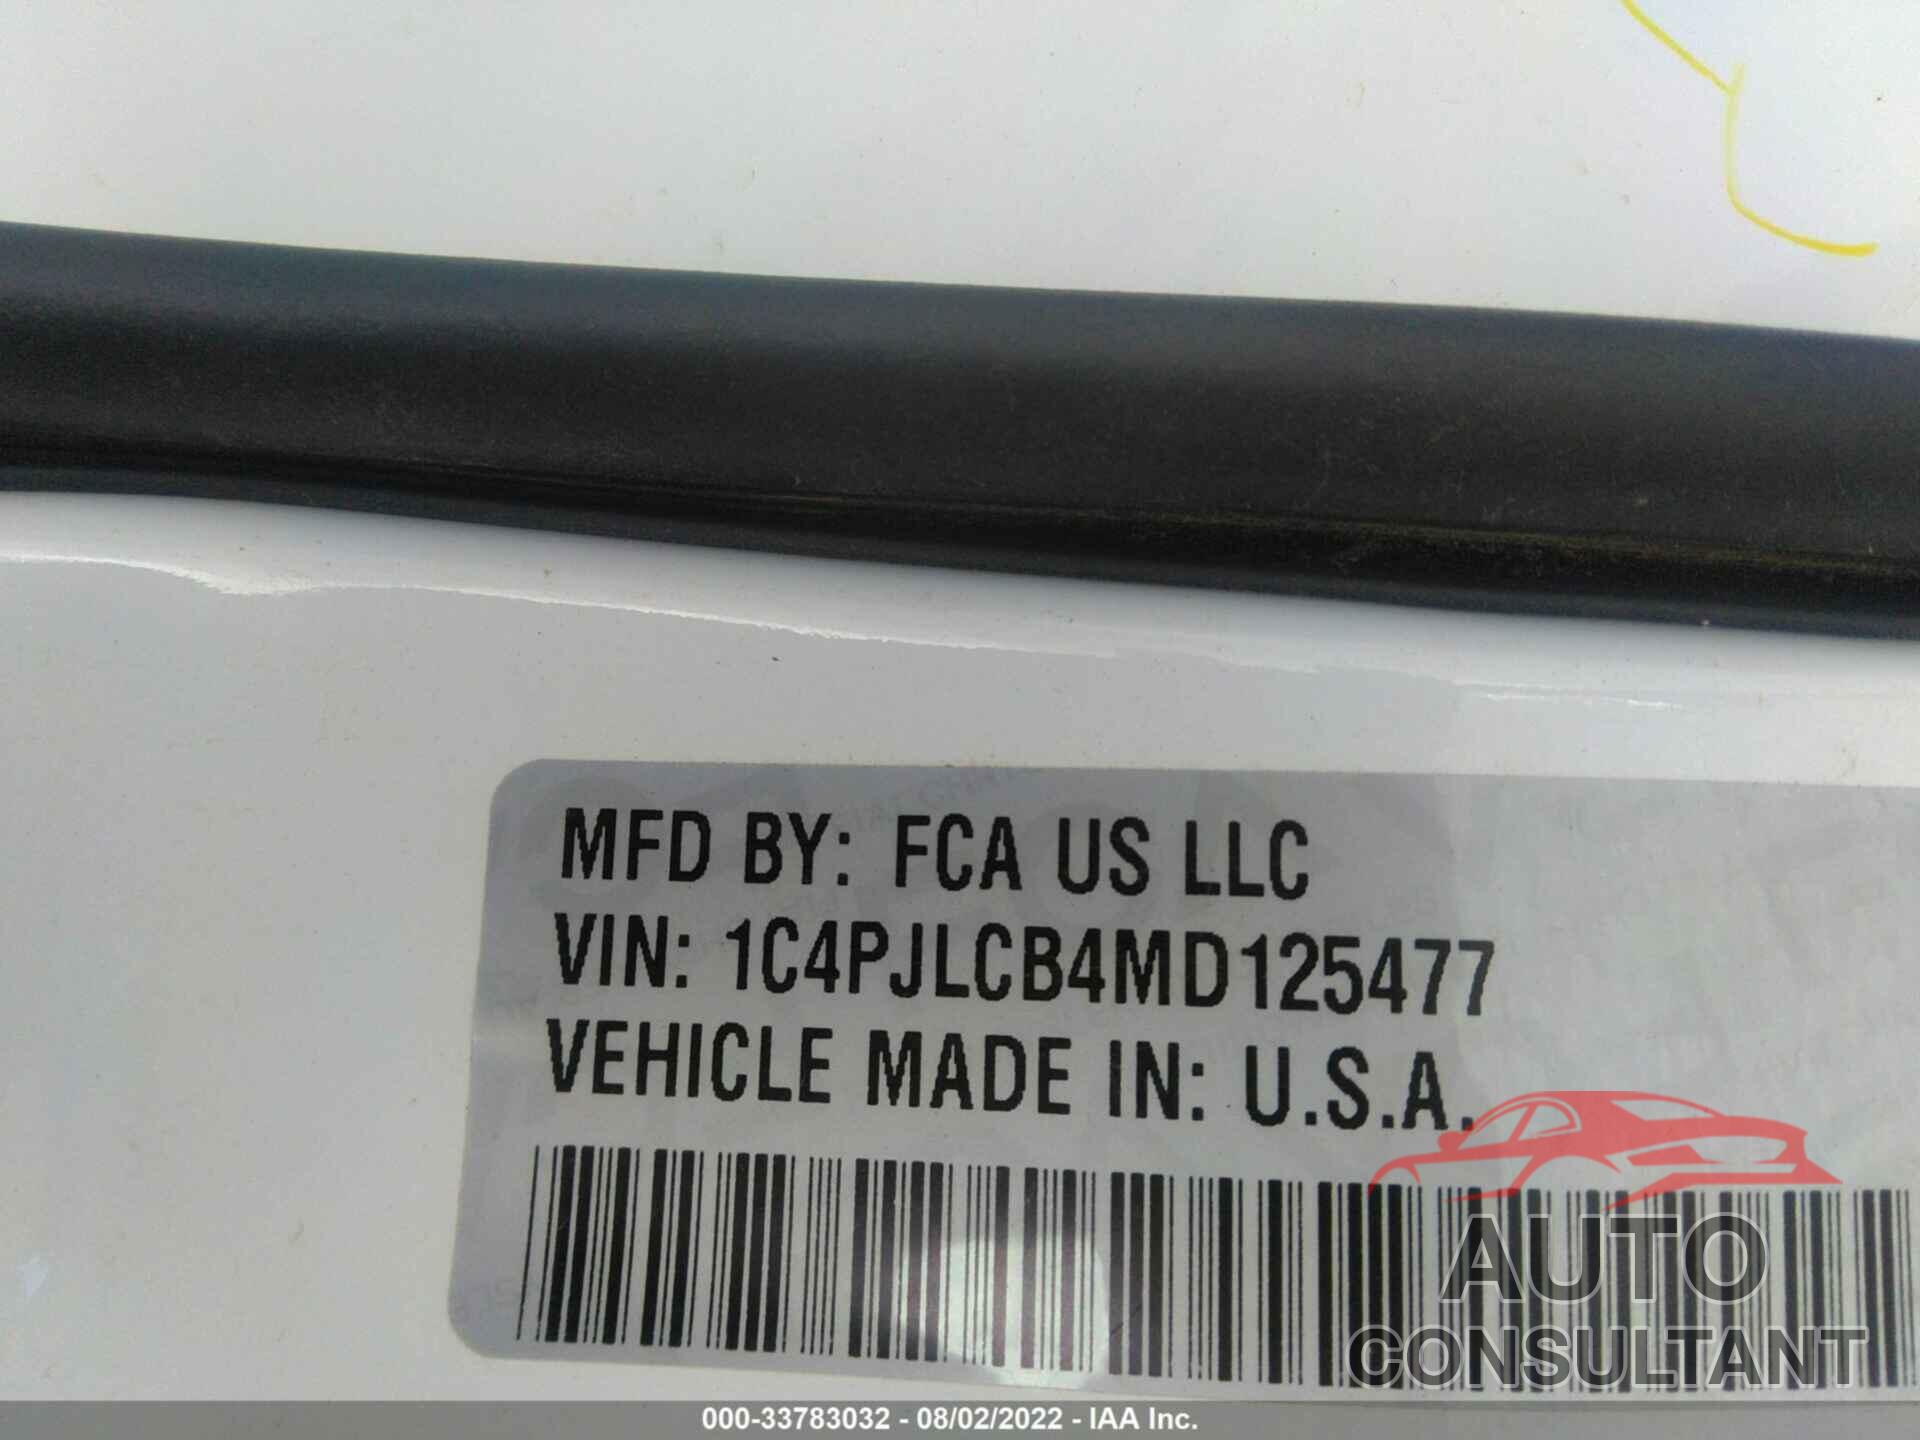 MFD BY: FCA US LLC
VIN: 1C4PJLCB4MD125477
VEHICLE MADE IN: U.S.A.
AUTO
CONSULTANT
000-33783032 - 08/02/2022 - IAA Inc.